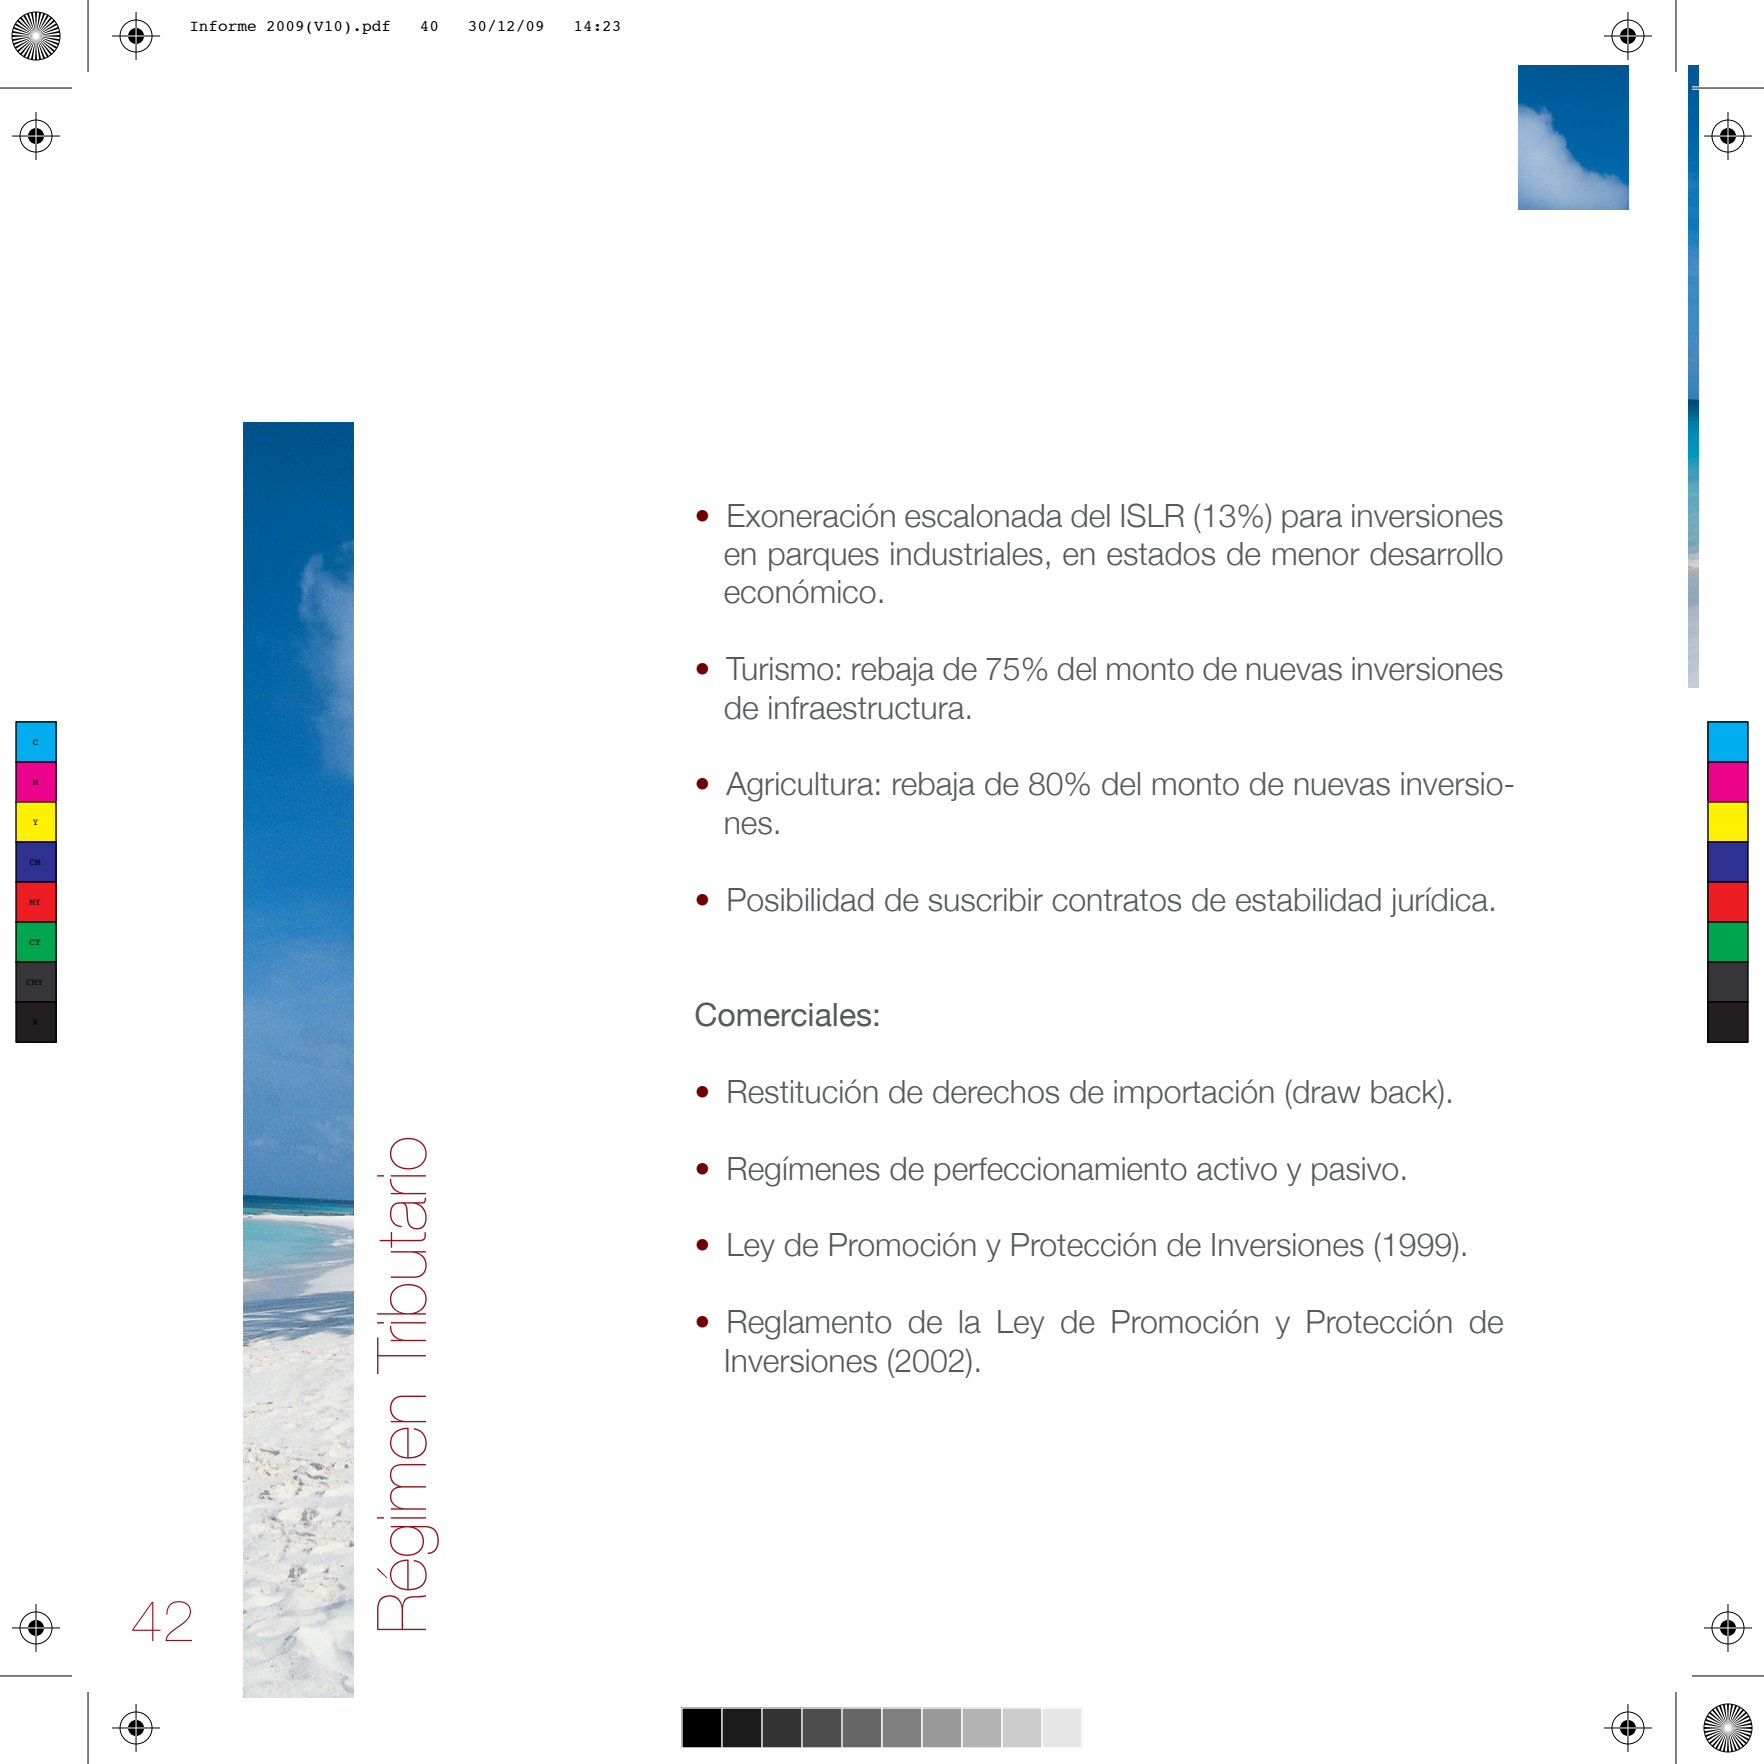 Informe 2009(V10).pdf 40 30/12/09 14:23
• Exoneración escalonada del ISLR (13%) para inversiones
en parques industriales, en estados de menor desarrollo
económico.
• Turismo: rebaja de 75% del monto de nuevas inversiones
de infraestructura.
• Agricultura: rebaja de 80% del monto de nuevas inversio-
nes.
• Posibilidad de suscribir contratos de estabilidad jurídica.
Comerciales:
• Restitución de derechos de importación (draw back).
• Regímenes de perfeccionamiento activo y pasivo.
• Ley de Promoción y Protección de Inversiones (1999).
• Reglamento de la Ley de Promoción y Protección de
Inversiones (2002).
Régimen Tributario
42
C
M
Y
CM
MY
CY
CMY
K